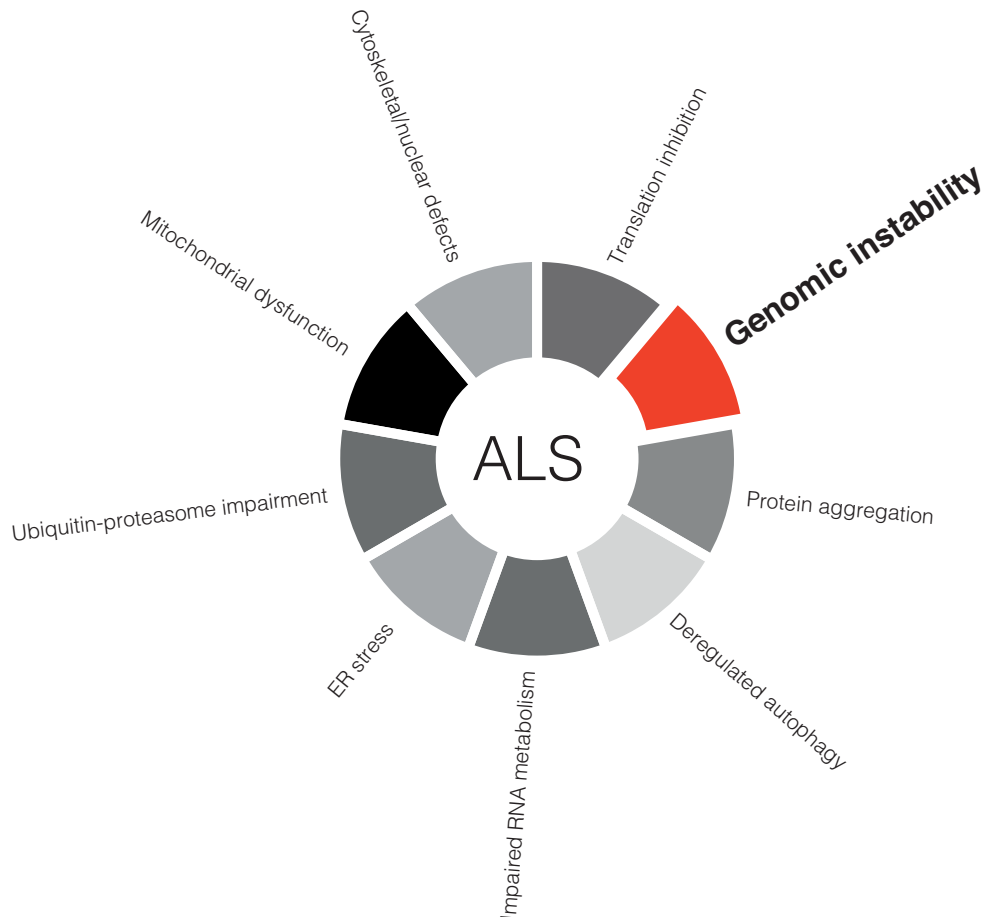 Cytoskeletal/nuclear defects
Translation inhibition
Genomic instability
Mitochondrial dysfunction
ALS
Protein aggregation
Ubiquitin-proteasome impairment
Deregulated autophagy
ER stress
Impaired RNA metabolism